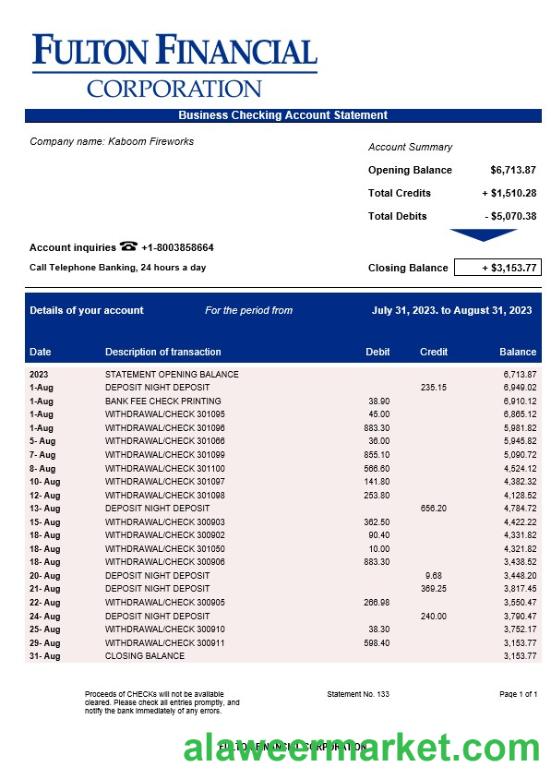 FULTON FINANCIAL
CORPORATION
Business Checking Account Statement
Company name: Kaboom Fireworks
Account Summary
Opening Balance $6,713.87
Total Credits + $1,510.28
Total Debits - $5,070.38
Account inquiries ☎ +1-8003858664
Call Telephone Banking, 24 hours a day
Closing Balance + $3,153.77
Details of your account For the period from July 31, 2023. to August 31, 2023
Date Description of transaction Debit Credit Balance
2023 STATEMENT OPENING BALANCE 6,713.87
1-Aug DEPOSIT NIGHT DEPOSIT 235.15 6,949.02
1-Aug BANK FEE CHECK PRINTING 38.90 6,910.12
1-Aug WITHDRAWAL/CHECK 301095 45.00 6,865.12
1-Aug WITHDRAWAL/CHECK 301096 883.30 5,981.82
5- Aug WITHDRAWAL/CHECK 301066 36.00 5,945.82
7- Aug WITHDRAWAL/CHECK 301099 855.10 5,090.72
8- Aug WITHDRAWAL/CHECK 301100 566.60 4,524.12
10- Aug WITHDRAWAL/CHECK 301097 141.80 4,382.32
12- Aug WITHDRAWAL/CHECK 301098 253.80 4,128.52
13- Aug DEPOSIT NIGHT DEPOSIT 656.20 4,784.72
15- Aug WITHDRAWAL/CHECK 300903 362.50 4,422.22
18- Aug WITHDRAWAL/CHECK 300902 90.40 4,331.82
18- Aug WITHDRAWAL/CHECK 301050 10.00 4,321.82
18- Aug WITHDRAWAL/CHECK 300906 883.30 3,438.52
20- Aug DEPOSIT NIGHT DEPOSIT 9.68 3,448.20
21- Aug DEPOSIT NIGHT DEPOSIT 369.25 3,817.45
22- Aug WITHDRAWAL/CHECK 300905 266.98 3,550.47
24- Aug DEPOSIT NIGHT DEPOSIT 240.00 3,790.47
25- Aug WITHDRAWAL/CHECK 300910 38.30 3,752.17
29- Aug WITHDRAWAL/CHECK 300911 598.40 3,153.77
31- Aug CLOSING BALANCE 3,153.77
Proceeds of CHECKs will not be available
cleared. Please check all entries promptly, and
notify the bank immediately of any errors.
Statement No. 133
Page 1 of 1
FULTON FINANCIAL CORPORATION
alaweermarket.com